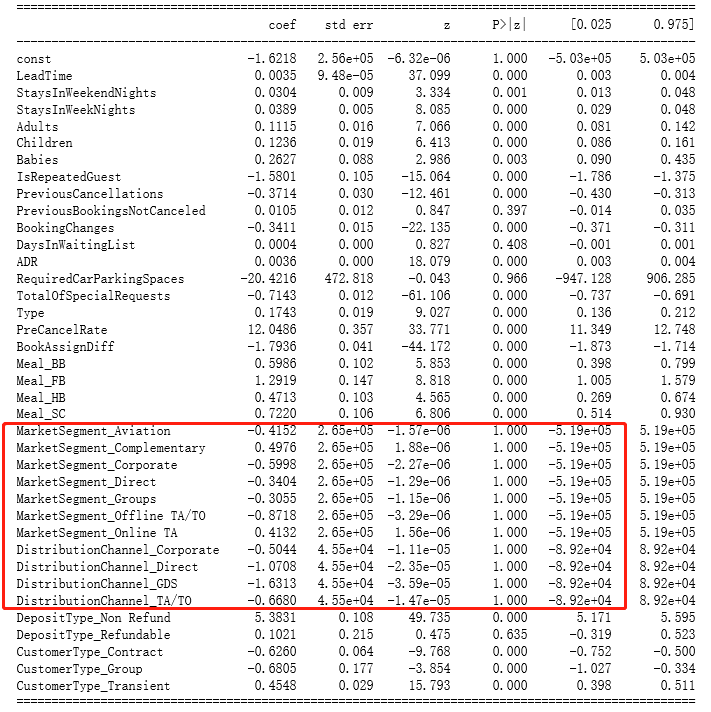 coef std err z P>|z| [0.025 0.975]
const -1.6218 2.56e+05 -6.32e-06 1.000 -5.03e+05 5.03e+05
LeadTime 0.0035 9.48e-05 37.099 0.000 0.003 0.004
StaysInWeekendNights 0.0304 0.009 3.334 0.001 0.013 0.048
StaysInWeekNights 0.0389 0.005 8.085 0.000 0.029 0.048
Adults 0.1115 0.016 7.066 0.000 0.081 0.142
Children 0.1236 0.019 6.413 0.000 0.086 0.161
Babies 0.2627 0.088 2.986 0.003 0.090 0.435
IsRepeatedGuest -1.5801 0.105 -15.064 0.000 -1.786 -1.375
PreviousCancellations -0.3714 0.030 -12.461 0.000 -0.430 -0.313
PreviousBookingsNotCanceled 0.0105 0.012 0.847 0.397 -0.014 0.035
BookingChanges -0.3411 0.015 -22.135 0.000 -0.371 -0.311
DaysInWaitingList 0.0004 0.000 0.827 0.408 -0.001 0.001
ADR 0.0036 0.000 18.079 0.000 0.003 0.004
RequiredCarParkingSpaces -20.4216 472.818 -0.043 0.966 -947.128 906.285
TotalOfSpecialRequests -0.7143 0.012 -61.106 0.000 -0.737 -0.691
Type 0.1743 0.019 9.027 0.000 0.136 0.212
PreCancelRate 12.0486 0.357 33.771 0.000 11.349 12.748
BookAssignDiff -1.7936 0.041 -44.172 0.000 -1.873 -1.714
Meal_BB 0.5986 0.102 5.853 0.000 0.398 0.799
Meal_FB 1.2919 0.147 8.818 0.000 1.005 1.579
Meal_HB 0.4713 0.103 4.565 0.000 0.269 0.674
Meal_SC 0.7220 0.106 6.806 0.000 0.514 0.930
MarketSegment_Aviation -0.4152 2.65e+05 -1.57e-06 1.000 -5.19e+05 5.19e+05
MarketSegment_Complementary 0.4976 2.65e+05 1.88e-06 1.000 -5.19e+05 5.19e+05
MarketSegment_Corporate -0.5998 2.65e+05 -2.27e-06 1.000 -5.19e+05 5.19e+05
MarketSegment_Direct -0.3404 2.65e+05 -1.29e-06 1.000 -5.19e+05 5.19e+05
MarketSegment_Groups -0.3055 2.65e+05 -1.15e-06 1.000 -5.19e+05 5.19e+05
MarketSegment_Offline TA/TO -0.8718 2.65e+05 -3.29e-06 1.000 -5.19e+05 5.19e+05
MarketSegment_Online TA 0.4132 2.65e+05 1.56e-06 1.000 -5.19e+05 5.19e+05
DistributionChannel_Corporate -0.5044 4.55e+04 -1.11e-05 1.000 -8.92e+04 8.92e+04
DistributionChannel_Direct -1.0708 4.55e+04 -2.35e-05 1.000 -8.92e+04 8.92e+04
DistributionChannel_GDS -1.6313 4.55e+04 -3.59e-05 1.000 -8.92e+04 8.92e+04
DistributionChannel_TA/TO -0.6680 4.55e+04 -1.47e-05 1.000 -8.92e+04 8.92e+04
DepositType_Non Refund 5.3831 0.108 49.735 0.000 5.171 5.595
DepositType_Refundable 0.1021 0.215 0.475 0.635 -0.319 0.523
CustomerType_Contract -0.6260 0.064 -9.768 0.000 -0.752 -0.500
CustomerType_Group -0.6805 0.177 -3.854 0.000 -1.027 -0.334
CustomerType_Transient 0.4548 0.029 15.793 0.000 0.398 0.511